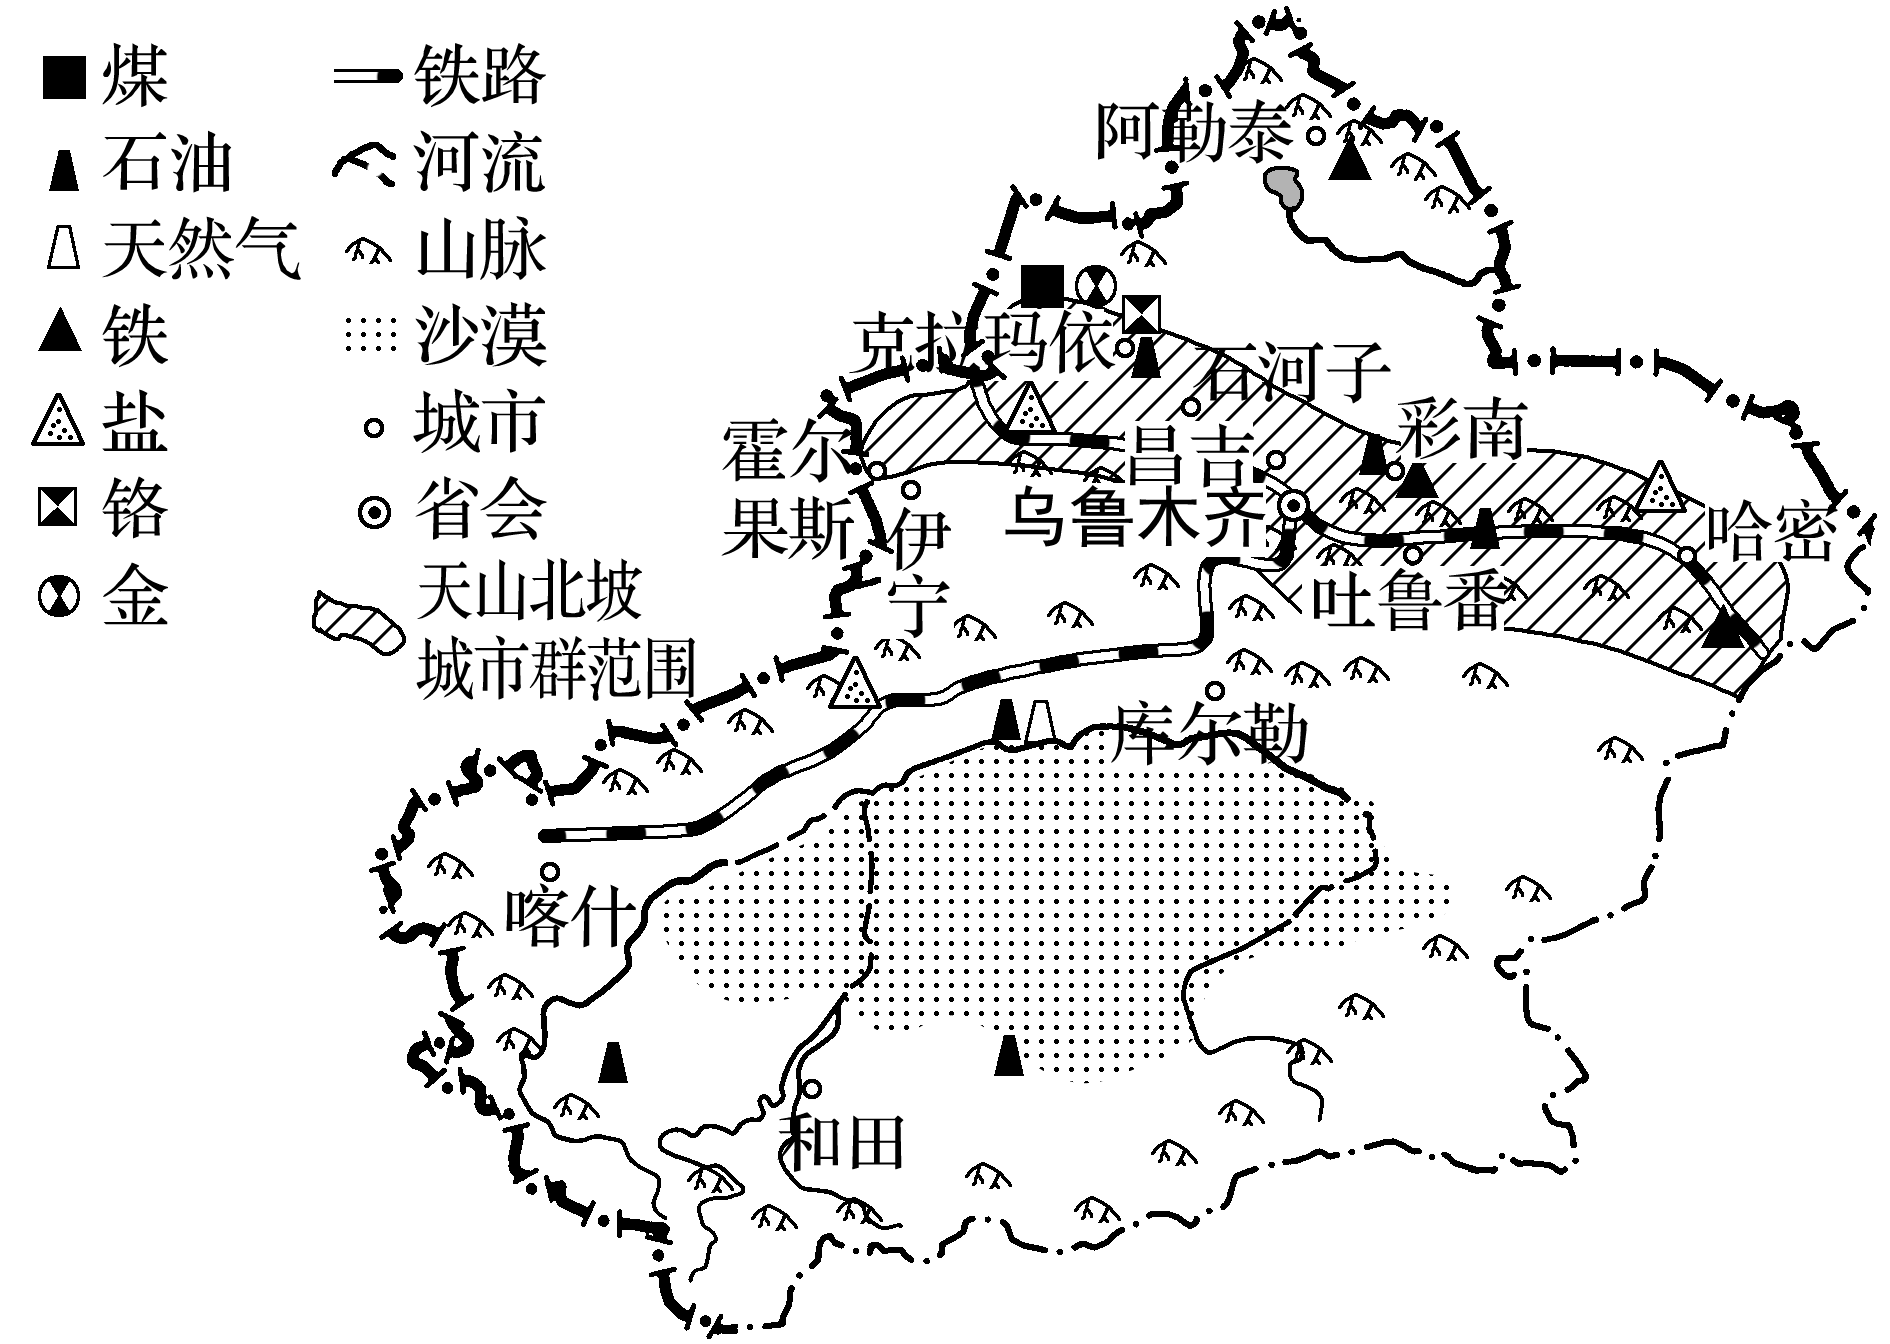 煤
石油
天然气
铁
盐
铬
金
铁路
河流
山脉
沙漠
城市
省会
天山北坡
城市群范围
阿勒泰
克拉玛依
石河子
彩南
霍尔
果斯
昌吉
乌鲁木齐
伊
宁
哈密
吐鲁番
库尔勒
喀什
和田